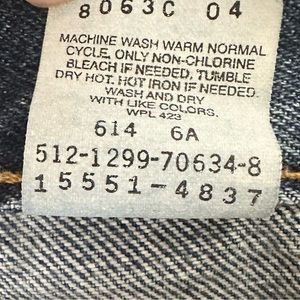 8063C 04
MACHINE WASH WARM NORMAL
CYCLE. ONLY NON-CHLORINE
BLEACH IF NEEDED, TUMBLE
DRY HOT. HOT IRON IF NEEDED.
WASH AND DRY
WITH LIKE COLORS.
WPL 423
614 6A
512-1299-70634-8
15551-4837